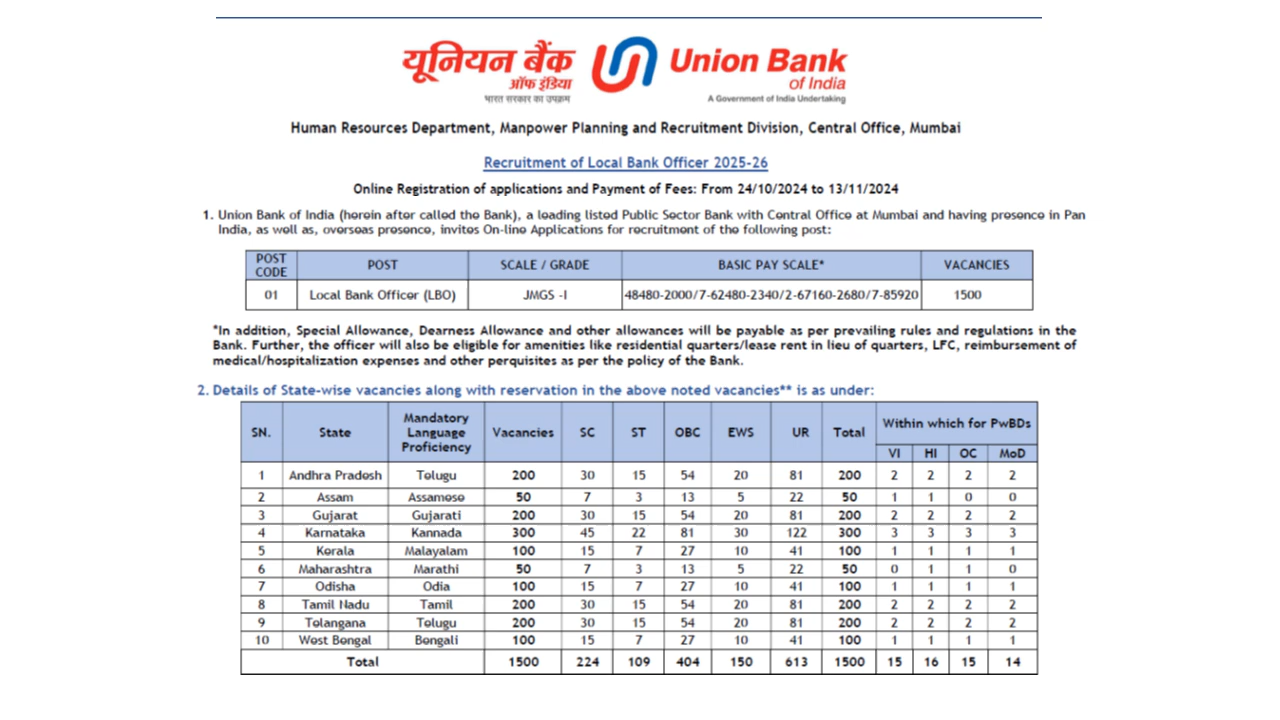 यूनियन बैंक Union Bank
ऑफ इंडिया of India
भारत सरकार का उपक्रम A Government of India Undertaking
Human Resources Department, Manpower Planning and Recruitment Division, Central Office, Mumbai
Recruitment of Local Bank Officer 2025-26
Online Registration of applications and Payment of Fees: From 24/10/2024 to 13/11/2024
1. Union Bank of India (herein after called the Bank), a leading listed Public Sector Bank with Central Office at Mumbai and having presence in Pan
India, as well as, overseas presence, invites On-line Applications for recruitment of the following post:
POST CODE POST SCALE / GRADE BASIC PAY SCALE* VACANCIES
01 Local Bank Officer (LBO) JMGS -I 48480-2000/7-62480-2340/2-67160-2680/7-85920 1500
*In addition, Special Allowance, Dearness Allowance and other allowances will be payable as per prevailing rules and regulations in the
Bank. Further, the officer will also be eligible for amenities like residential quarters/lease rent in lieu of quarters, LFC, reimbursement of
medical/hospitalization expenses and other perquisites as per the policy of the Bank.
2. Details of State-wise vacancies along with reservation in the above noted vacancies** is as under:
SN. State Mandatory Language Proficiency Vacancies SC ST OBC EWS UR Total Within which for PwBDs
VI HI OC MoD
1 Andhra Pradesh Telugu 200 30 15 54 20 81 200 2 2 2 2
2 Assam Assamese 50 7 3 13 5 22 50 1 1 0 0
3 Gujarat Gujarati 200 30 15 54 20 81 200 2 2 2 2
4 Karnataka Kannada 300 45 22 81 30 122 300 3 3 3 3
5 Kerala Malayalam 100 15 7 27 10 41 100 1 1 1 1
6 Maharashtra Marathi 50 7 3 13 5 22 50 0 1 1 0
7 Odisha Odia 100 15 7 27 10 41 100 1 1 1 1
8 Tamil Nadu Tamil 200 30 15 54 20 81 200 2 2 2 2
9 Telangana Telugu 200 30 15 54 20 81 200 2 2 2 2
10 West Bengal Bengali 100 15 7 27 10 41 100 1 1 1 1
Total 1500 224 109 404 150 613 1500 15 16 15 14